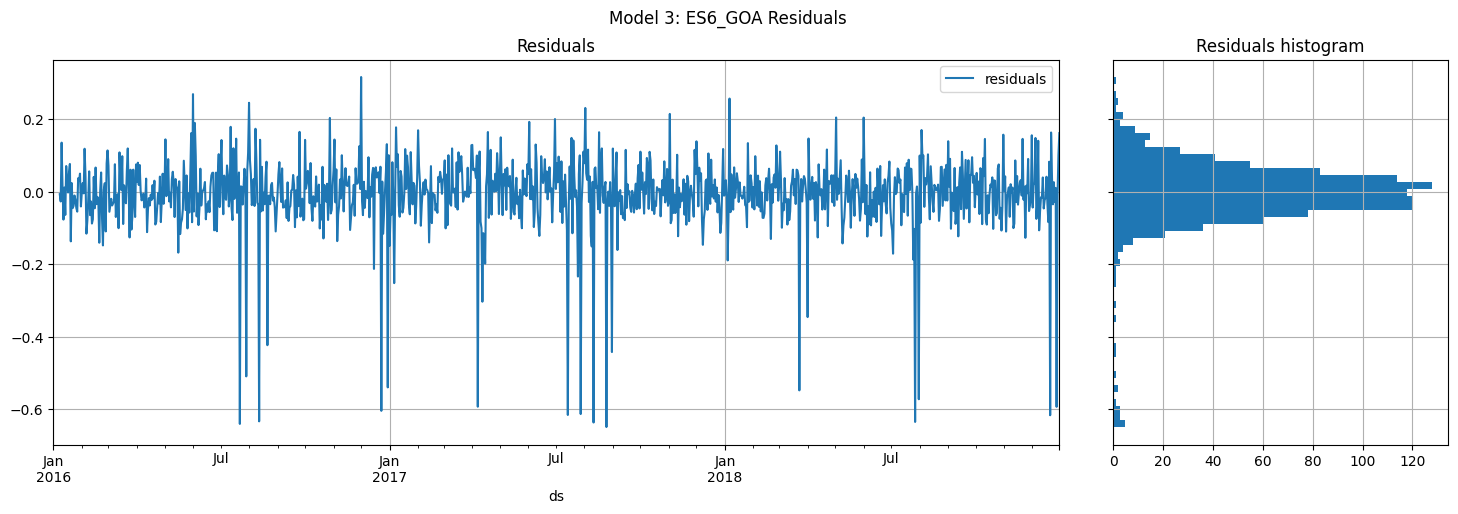 Model 3: ES6_GOA Residuals
Residuals
Residuals histogram
residuals
0.2
0.0
−0.2
−0.4
−0.6
Jan
2016
Jul
Jan
2017
Jul
Jan
2018
Jul
ds
0
20
40
60
80
100
120